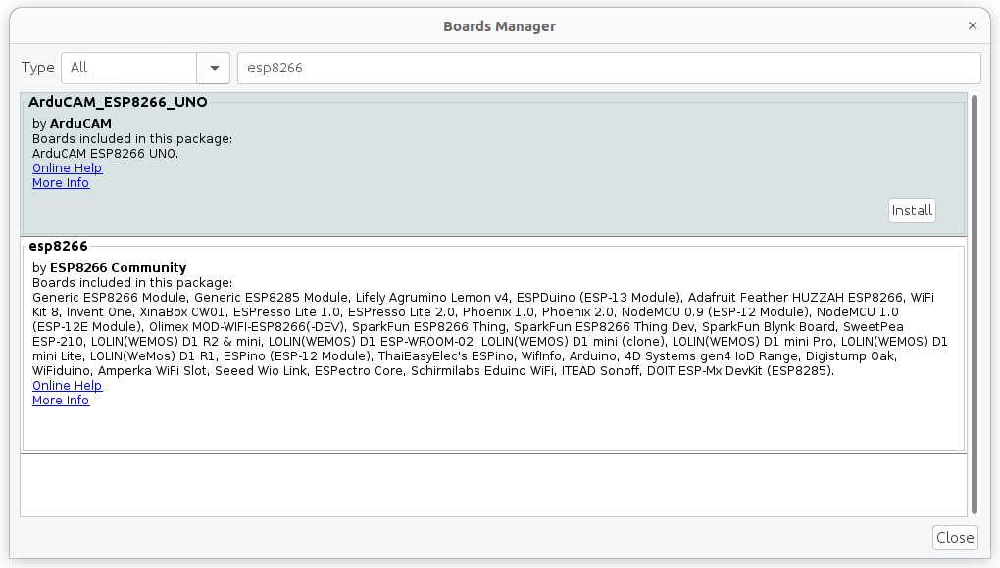 Boards Manager
Type All esp8266
ArduCAM_ESP8266_UNO
by ArduCAM
Boards included in this package:
ArduCAM ESP8266 UNO.
Online Help
More Info
Install
esp8266
by ESP8266 Community
Boards included in this package:
Generic ESP8266 Module, Generic ESP8285 Module, Lifely Agrumino Lemon v4, ESPDuino (ESP-13 Module), Adafruit Feather HUZZAH ESP8266, WiFi
Kit 8, Invent One, XinaBox CW01, ESPresso Lite 1.0, ESPresso Lite 2.0, Phoenix 1.0, Phoenix 2.0, NodeMCU 0.9 (ESP-12 Module), NodeMCU 1.0
(ESP-12E Module), Olimex MOD-WIFI-ESP8266(-DEV), SparkFun ESP8266 Thing, SparkFun ESP8266 Thing Dev, SparkFun Blynk Board, SweetPea
ESP-210, LOLIN(WEMOS) D1 R2 & mini, LOLIN(WEMOS) D1 ESP-WROOM-02, LOLIN(WEMOS) D1 mini (clone), LOLIN(WEMOS) D1 mini Pro, LOLIN(WEMOS) D1
mini Lite, LOLIN(WeMos) D1 R1, ESPino (ESP-12 Module), ThaiEasyElec's ESPino, WifInfo, Arduino, 4D Systems gen4 IoD Range, Digistump Oak,
WiFiduino, Amperka WiFi Slot, Seeed Wio Link, ESPectro Core, Schirmilabs Eduino WiFi, ITEAD Sonoff, DOIT ESP-Mx DevKit (ESP8285).
Online Help
More Info
Close